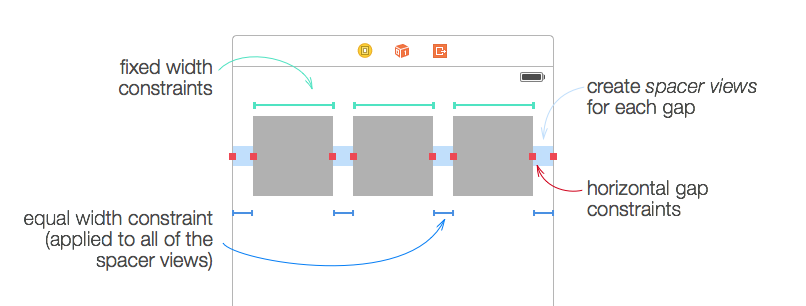 fixed width
constraints
create spacer views
for each gap
horizontal gap
constraints
equal width constraint
(applied to all of the
spacer views)